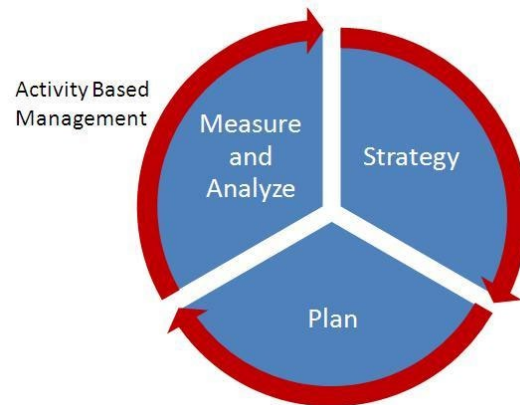 Activity Based
Management
Measure
and
Analyze
Strategy
Plan